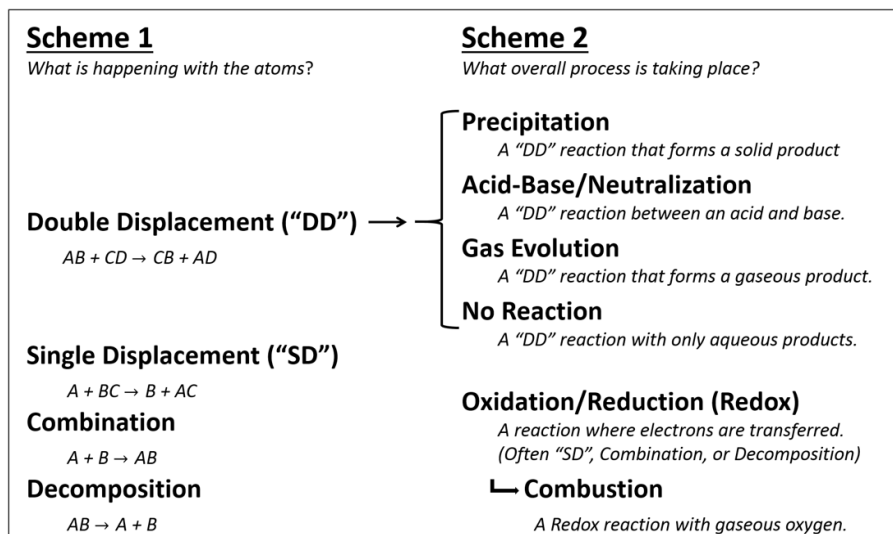 Scheme 1
What is happening with the atoms?
Double Displacement (“DD”)
AB + CD → CB + AD
Single Displacement (“SD”)
A + BC → B + AC
Combination
A + B → AB
Decomposition
AB → A + B
Scheme 2
What overall process is taking place?
Precipitation
A “DD” reaction that forms a solid product
Acid-Base/Neutralization
A “DD” reaction between an acid and base.
Gas Evolution
A “DD” reaction that forms a gaseous product.
No Reaction
A “DD” reaction with only aqueous products.
Oxidation/Reduction (Redox)
A reaction where electrons are transferred.
(Often “SD”, Combination, or Decomposition)
Combustion
A Redox reaction with gaseous oxygen.